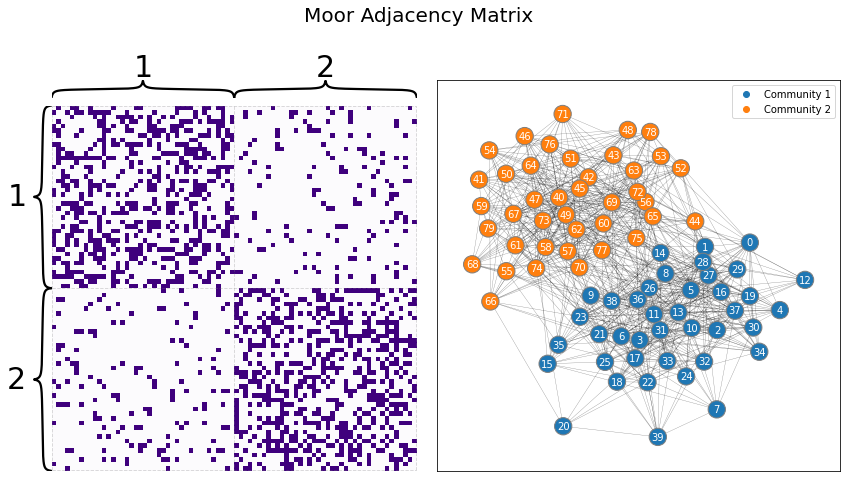 Moor Adjacency Matrix
1 2
1
2
Community 1
Community 2
71
46 48 78
76
54 51 43 53
64 63 52
41 50 42
45 72
47 40 69 56
59 67 49 65
73 44
79 62 60
61 58 57 77 75
14 1 0
68 55 74 70 28
8 27 29 12
66 9 38 36 26 5 16 19
23 11 13 37 4
21 6 3 31 10 2 30
35 34
15 25 17 33 32
18 22 24
7
20 39